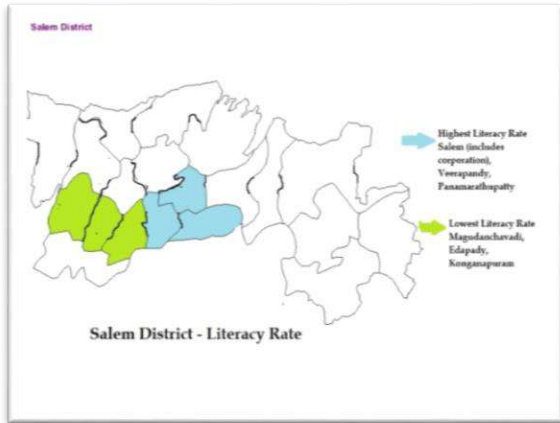 Salem District
Highest Literacy Rate
Salem (includes
corporation),
Veerapandy,
Panamarathupatty
Lowest Literacy Rate
Magudanchavadi,
Edapady,
Konganapuram
Salem District - Literacy Rate